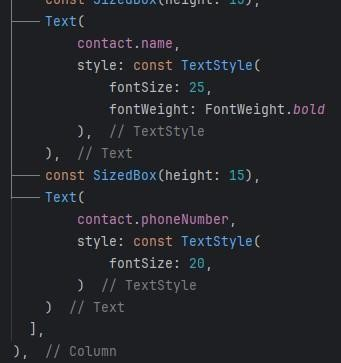 const SizedBox(height: 15),
Text(
contact.name,
style: const TextStyle(
fontSize: 25,
fontWeight: FontWeight.bold
), // TextStyle
), // Text
const SizedBox(height: 15),
Text(
contact.phoneNumber,
style: const TextStyle(
fontSize: 20,
) // TextStyle
) // Text
],
), // Column